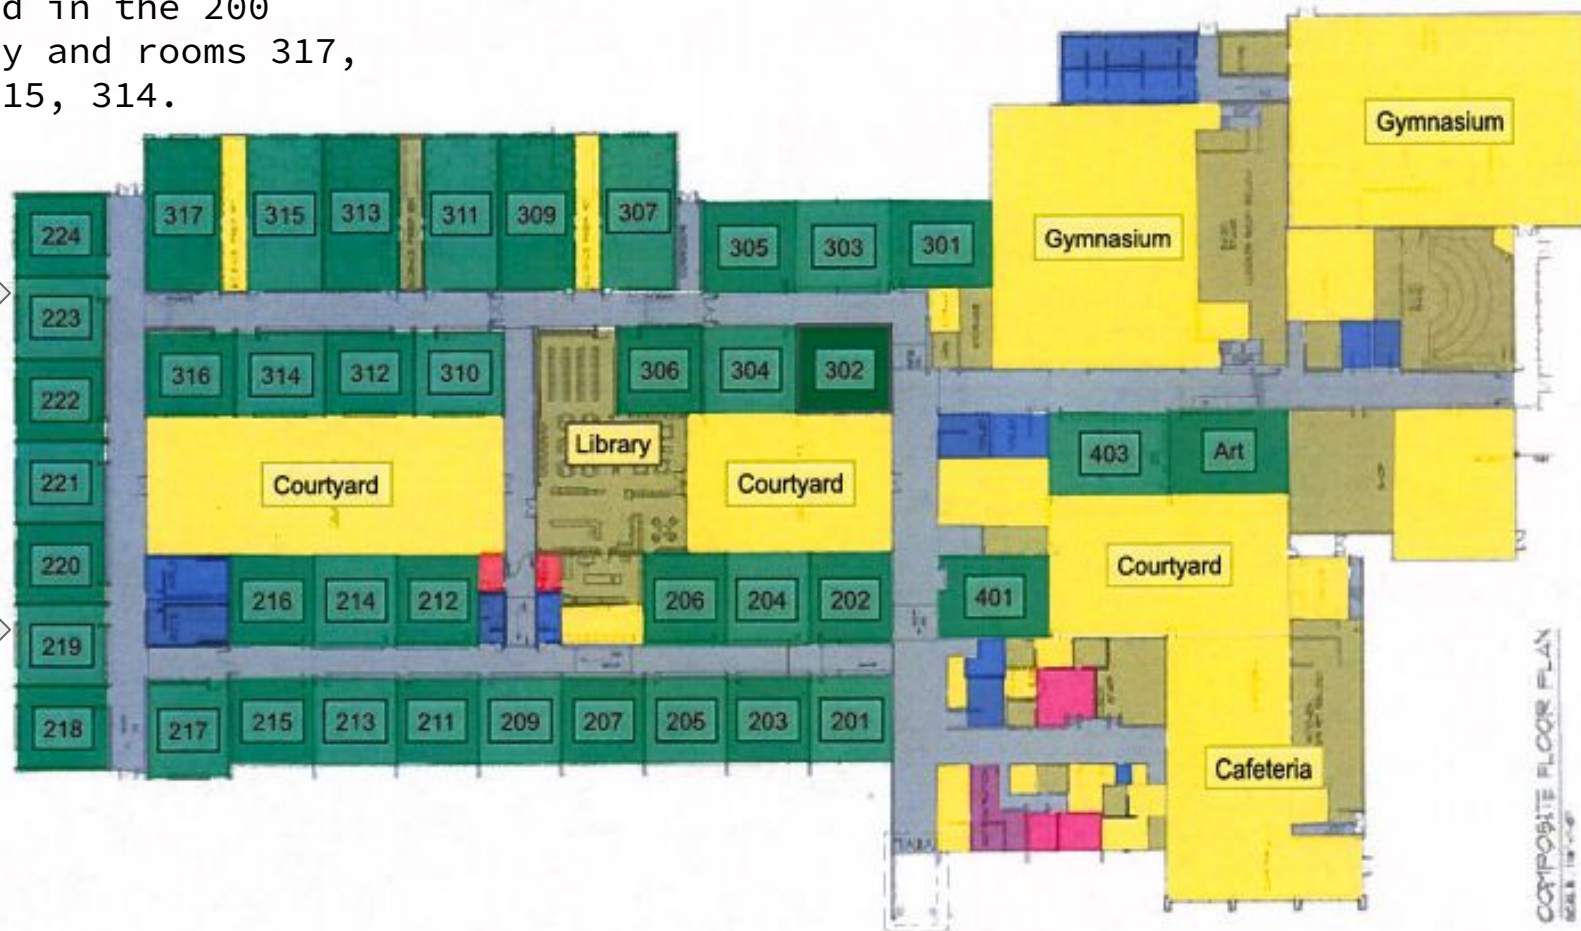 d in the 200
y and rooms 317,
15, 314.
Gymnasium
Gymnasium
317 315 313 311 309 307
224
305 303 301
223
316 314 312 310 306 304 302
222
Library
403 Art
221
Courtyard Courtyard
220
Courtyard
216 214 212 206 204 202 401
219
218 217 215 213 211 209 207 205 203 201
Cafeteria
COMPOSITE FLOOR PLAN